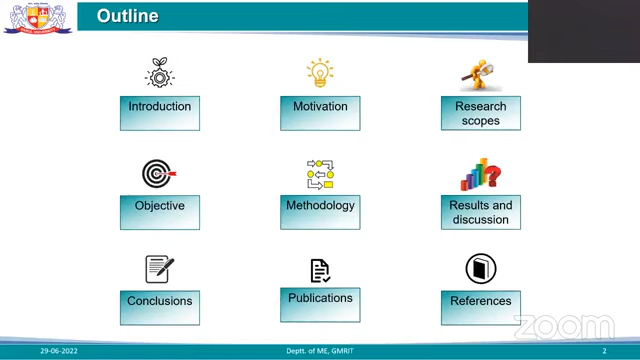 Outline
Introduction
Motivation
Research
scopes
Objective
Methodology
Results and
discussion
Conclusions
Publications
References
zoom
29-06-2022
Deptt. of ME, GMRIT
2